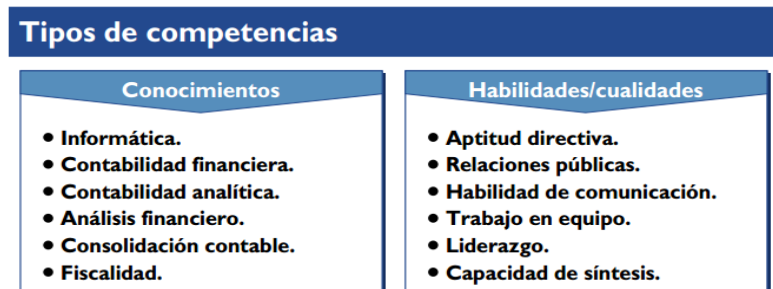 Tipos de competencias
Conocimientos
• Informática.
• Contabilidad financiera.
• Contabilidad analítica.
• Análisis financiero.
• Consolidación contable.
• Fiscalidad.
Habilidades/cualidades
• Aptitud directiva.
• Relaciones públicas.
• Habilidad de comunicación.
• Trabajo en equipo.
• Liderazgo.
• Capacidad de síntesis.